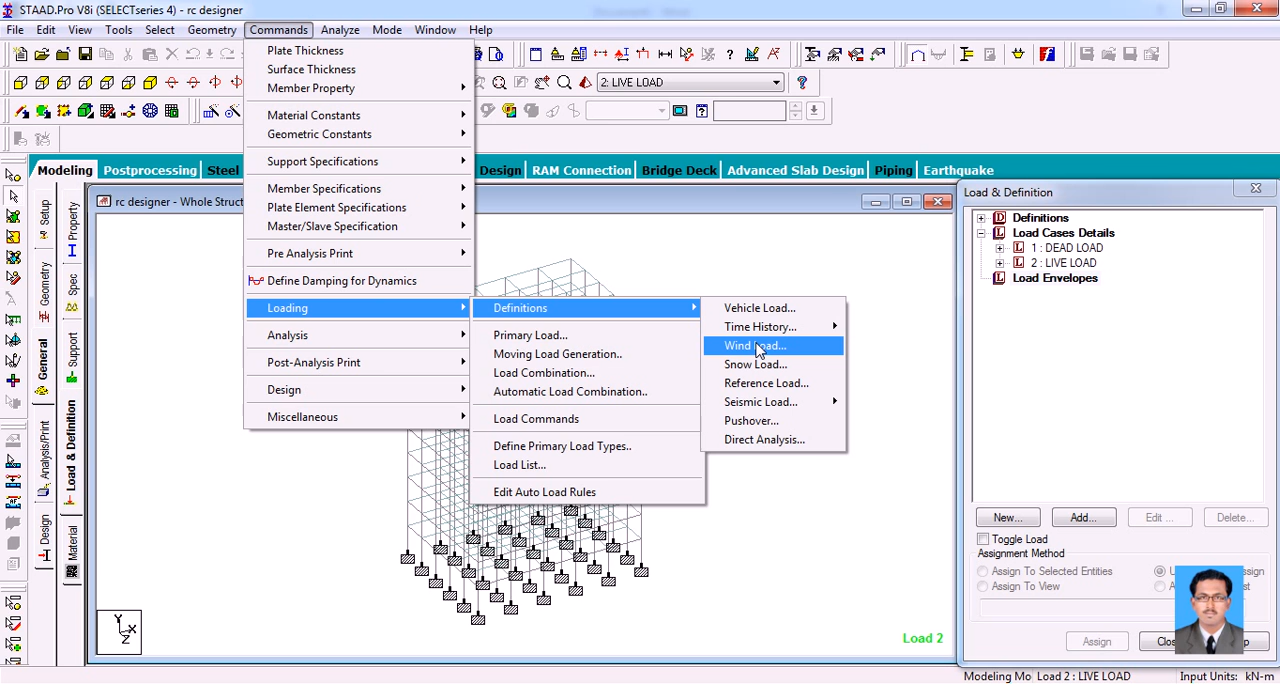 STAAD.Pro V8i (SELECTseries 4) - rc designer
File Edit View Tools Select Geometry Commands Analyze Mode Window Help
2: LIVE LOAD
Modeling Postprocessing Steel Design RAM Connection Bridge Deck Advanced Slab Design Piping Earthquake
rc designer - Whole Struct
Setup
Geometry
General
Analysis/Print
Design
Property
Spec
Support
Load & Definition
Material
Plate Thickness
Surface Thickness
Member Property
Material Constants
Geometric Constants
Support Specifications
Member Specifications
Plate Element Specifications
Master/Slave Specification
Pre Analysis Print
Define Damping for Dynamics
Loading
Analysis
Post-Analysis Print
Design
Miscellaneous
Definitions
Primary Load...
Moving Load Generation..
Load Combination...
Automatic Load Combination..
Load Commands
Define Primary Load Types..
Load List...
Edit Auto Load Rules
Vehicle Load...
Time History...
Wind Load...
Snow Load...
Reference Load...
Seismic Load...
Pushover...
Direct Analysis...
Y
X
Z
Load 2
Load & Definition
D Definitions
L Load Cases Details
L 1 : DEAD LOAD
L 2 : LIVE LOAD
L Load Envelopes
New... Add... Edit ... Delete...
Toggle Load
Assignment Method
Assign To Selected Entities
Assign To View
Assign
Modeling Mo Load 2 : LIVE LOAD Input Units: kN-m